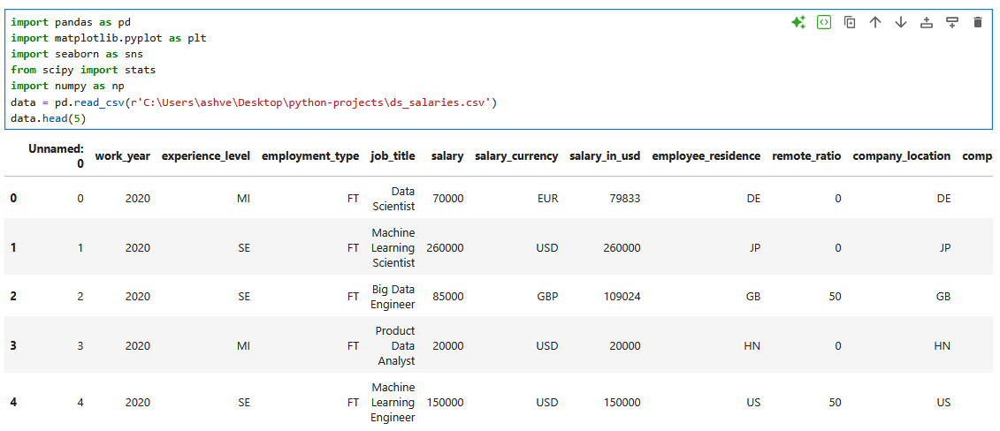 import pandas as pd
import matplotlib.pyplot as plt
import seaborn as sns
from scipy import stats
import numpy as np
data = pd.read_csv(r'C:\Users\ashve\Desktop\python-projects\ds_salaries.csv')
data.head(5)
Unnamed: 0 work_year experience_level employment_type job_title salary salary_currency salary_in_usd employee_residence remote_ratio company_location comp
0 0 2020 MI FT Data Scientist 70000 EUR 79833 DE 0 DE
1 1 2020 SE FT Machine Learning Scientist 260000 USD 260000 JP 0 JP
2 2 2020 SE FT Big Data Engineer 85000 GBP 109024 GB 50 GB
3 3 2020 MI FT Product Data Analyst 20000 USD 20000 HN 0 HN
4 4 2020 SE FT Machine Learning Engineer 150000 USD 150000 US 50 US